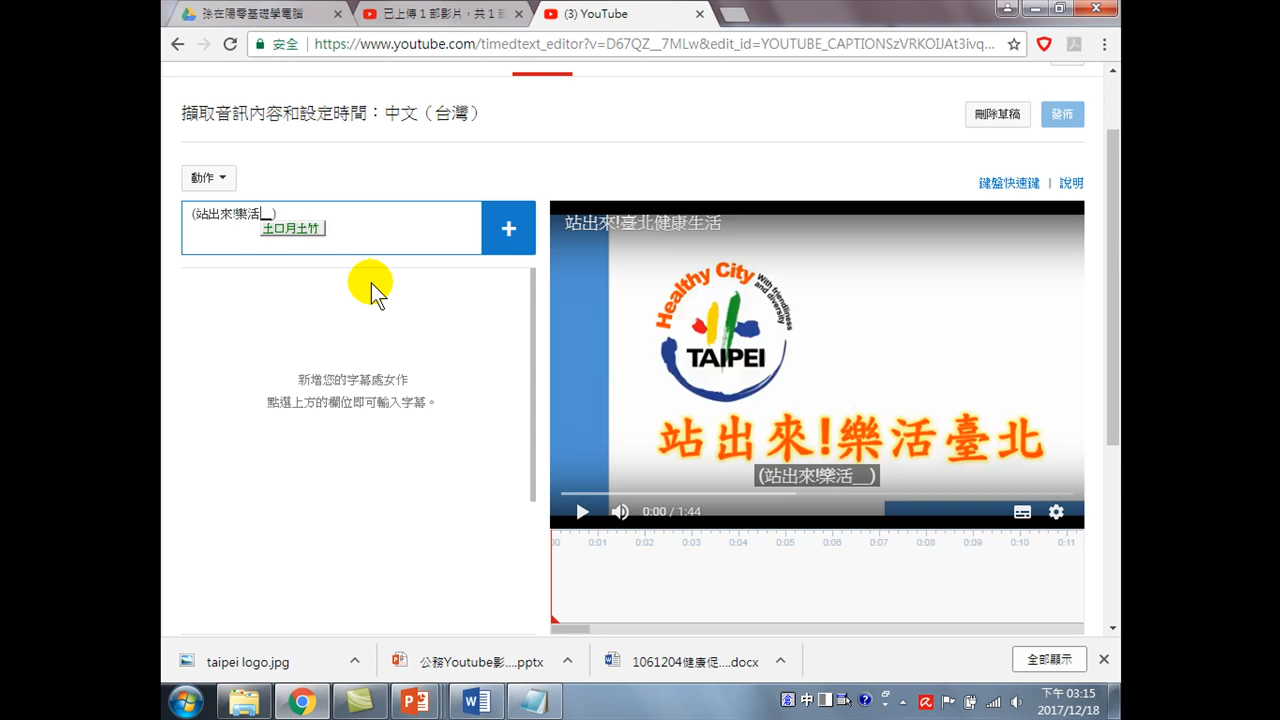 孫在陽零基礎學電腦
已上傳 1 部影片，共 1 部
(3) YouTube
安全
https://www.youtube.com/timedtext_editor?v=D67QZ__7MLw&edit_id=YOUTUBE_CAPTIONSzVRKOIJAt3ivq...
擷取音訊內容和設定時間：中文（台灣）
刪除草稿
發佈
動作
鍵盤快速鍵 | 說明
(站出來!樂活__)
土口月土竹
+
新增您的字幕處女作
點選上方的欄位即可輸入字幕。
站出來!臺北健康生活
Healthy City
With friendliness
and diversity
TAIPEI
站出來!樂活臺北
(站出來!樂活__)
0:00 / 1:44
00 0:01 0:02 0:03 0:04 0:05 0:06 0:07 0:08 0:09 0:10 0:11
taipei logo.jpg
公務Youtube影....pptx
1061204健康促....docx
全部顯示
倉 中
下午 03:15
2017/12/18